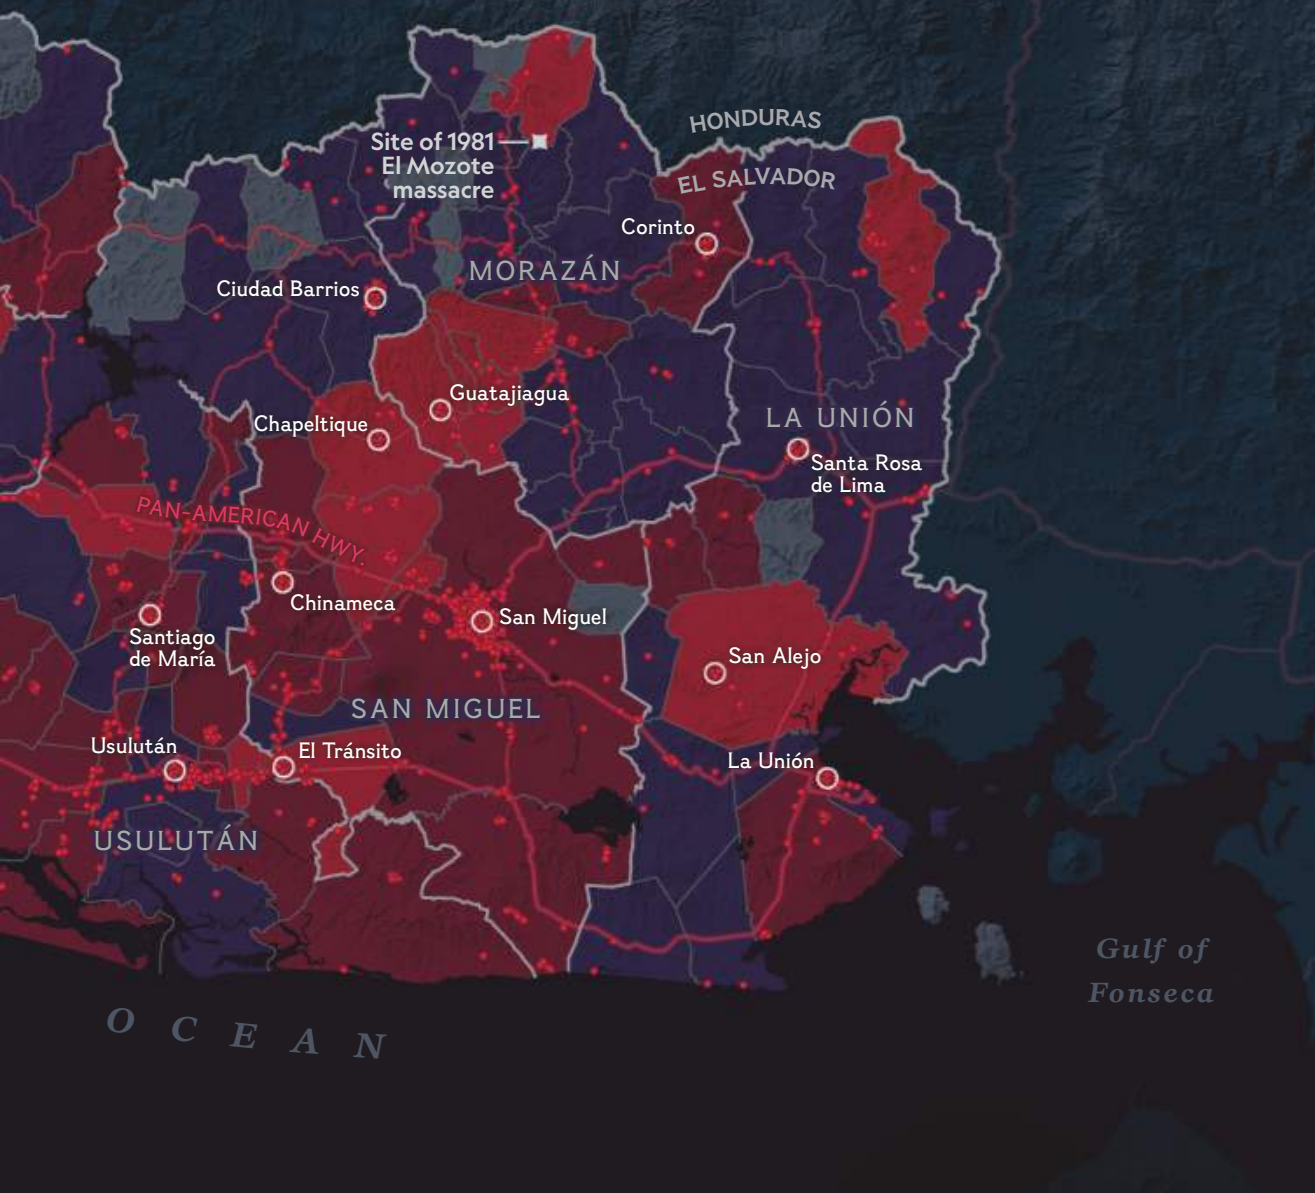 HONDURAS
Site of 1981
El Mozote
massacre
EL SALVADOR
Corinto
MORAZÁN
Ciudad Barrios
Guatajiagua
Chapeltique
LA UNIÓN
Santa Rosa
de Lima
PAN-AMERICAN HWY.
Chinameca
San Miguel
Santiago
de María
San Alejo
SAN MIGUEL
Usulután
El Tránsito
La Unión
USULUTÁN
Gulf of
Fonseca
OCEAN